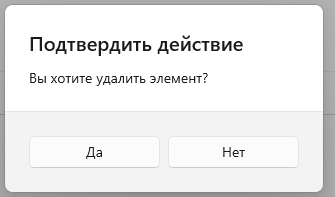 Подтвердить действие
Вы хотите удалить элемент?
Да
Нет